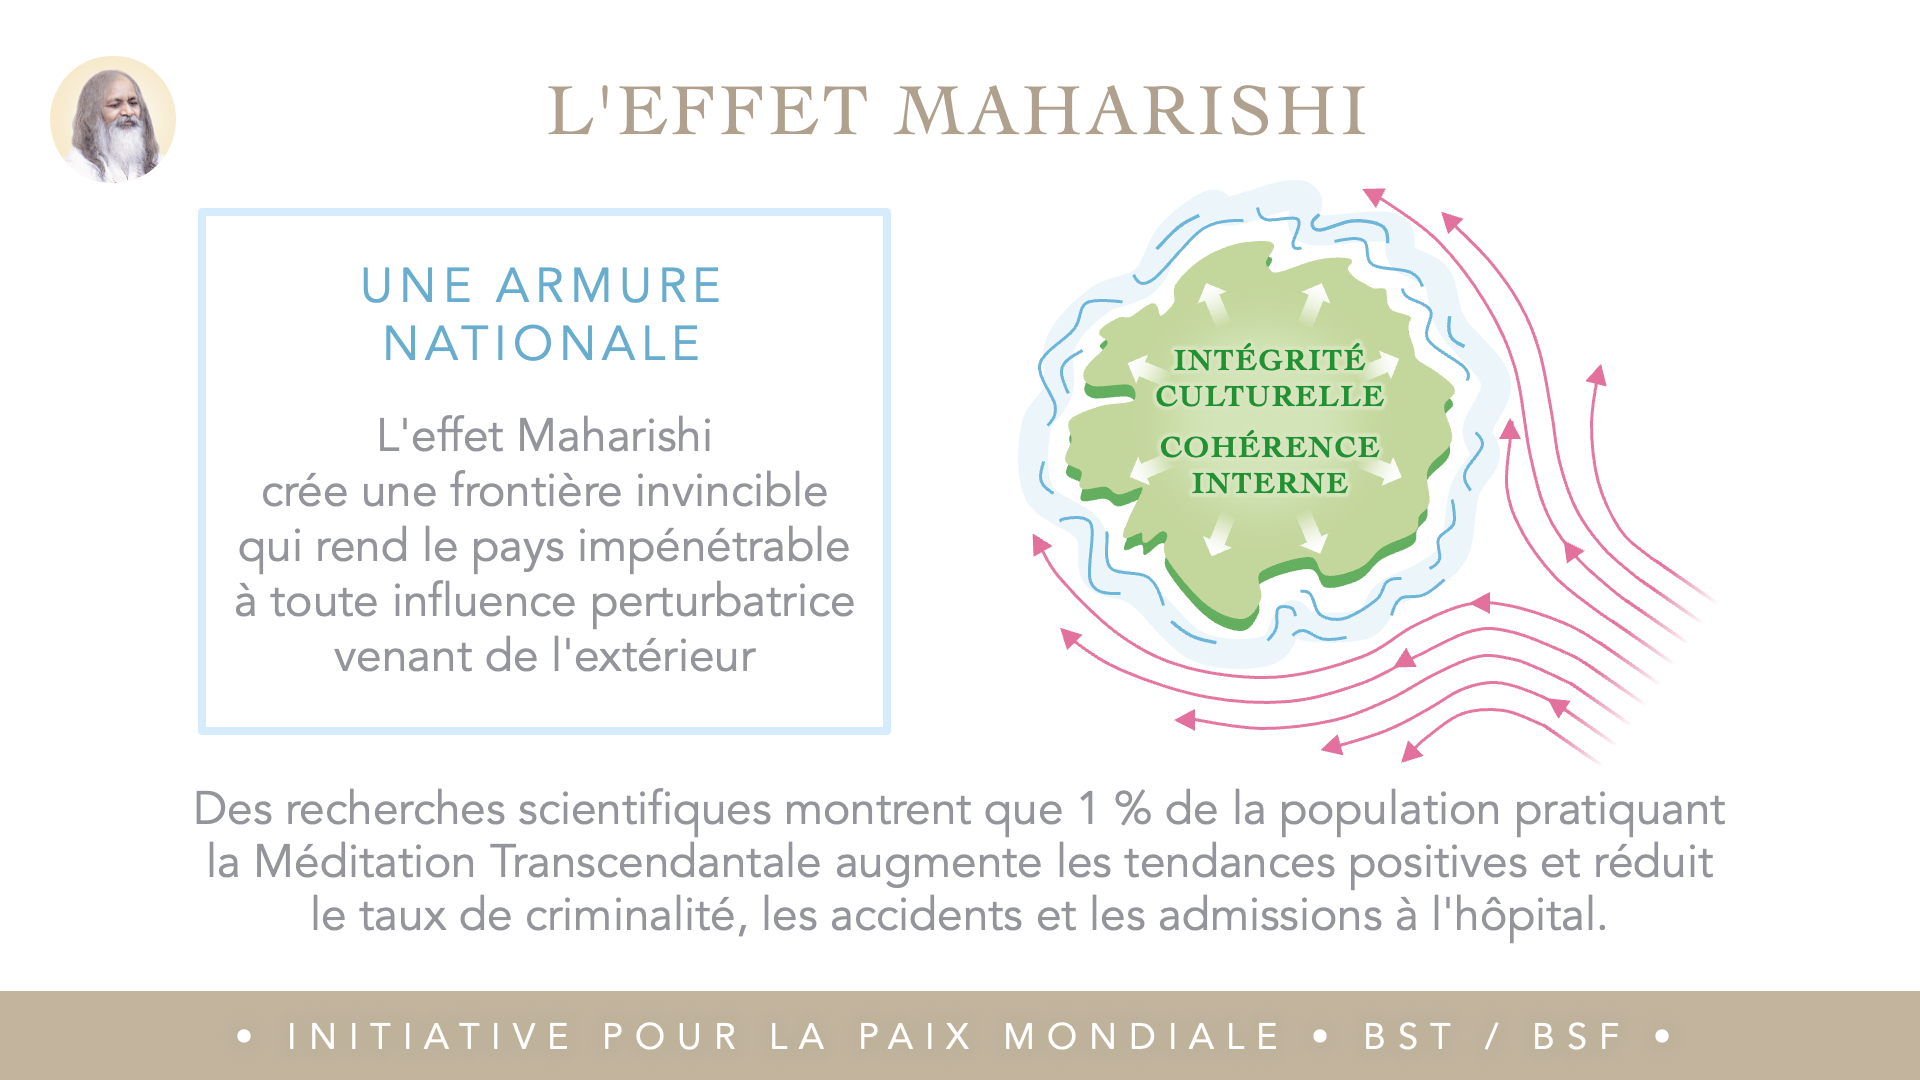 L'EFFET MAHARISHI
UNE ARMURE
NATIONALE
L'effet Maharishi
crée une frontière invincible
qui rend le pays impénétrable
à toute influence perturbatrice
venant de l'extérieur
INTÉGRITÉ
CULTURELLE
COHÉRENCE
INTERNE
Des recherches scientifiques montrent que 1 % de la population pratiquant
la Méditation Transcendantale augmente les tendances positives et réduit
le taux de criminalité, les accidents et les admissions à l'hôpital.
• INITIATIVE POUR LA PAIX MONDIALE • BST / BSF •